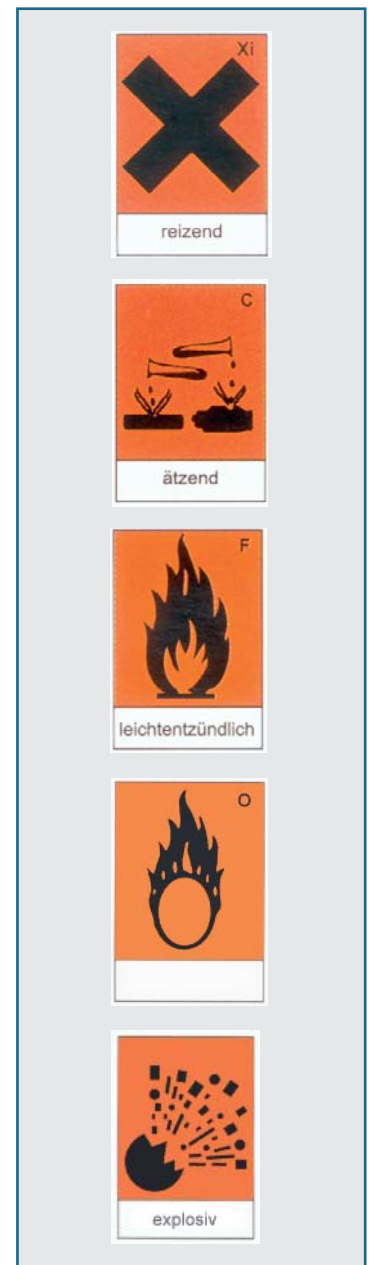 Xi
reizend
C
ätzend
F
leichtentzündlich
O
explosiv